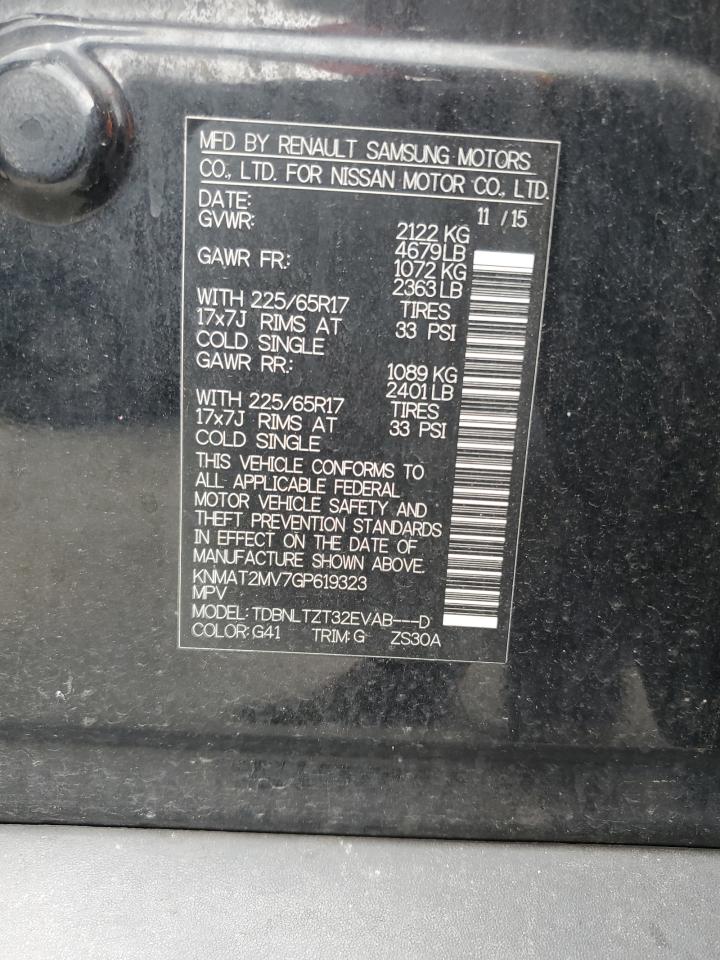 MFD BY RENAULT SAMSUNG MOTORS
CO., LTD. FOR NISSAN MOTOR CO., LTD.
DATE: 11 / 15
GVWR: 2122 KG
4679 LB
GAWR FR.: 1072 KG
2363 LB
WITH 225/65R17 TIRES
17x7J RIMS AT 33 PSI
COLD SINGLE
GAWR RR.: 1089 KG
2401 LB
WITH 225/65R17 TIRES
17x7J RIMS AT 33 PSI
COLD SINGLE
THIS VEHICLE CONFORMS TO
ALL APPLICABLE FEDERAL
MOTOR VEHICLE SAFETY AND
THEFT PREVENTION STANDARDS
IN EFFECT ON THE DATE OF
MANUFACTURE SHOWN ABOVE.
KNMAT2MV7GP619323
MPV
MODEL: TDBNLTZT32EVAB---D
COLOR: G41 TRIM: G ZS30A